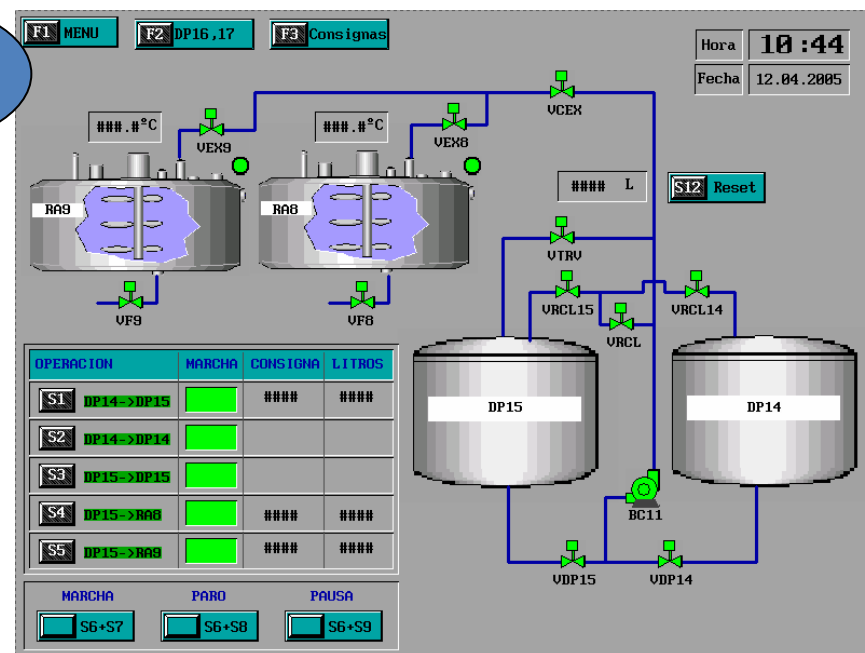 F1 MENU F2 DP16,17 F3 Consignas
Hora 10:44
Fecha 12.04.2005
VCEX
###.#ºC VEX9 ###.#ºC VEX8
#### L S12 Reset
RA9 RA8
VTRV
VRCL15 VRCL14
VF9 VF8
VRCL
OPERACION MARCHA CONSIGNA LITROS
S1 DP14->DP15 #### ####
S2 DP14->DP14
S3 DP15->DP15
S4 DP15->RA8 #### ####
S5 DP15->RA9 #### ####
DP15 DP14
BC11
VDP15 VDP14
MARCHA PARO PAUSA
S6+S7 S6+S8 S6+S9